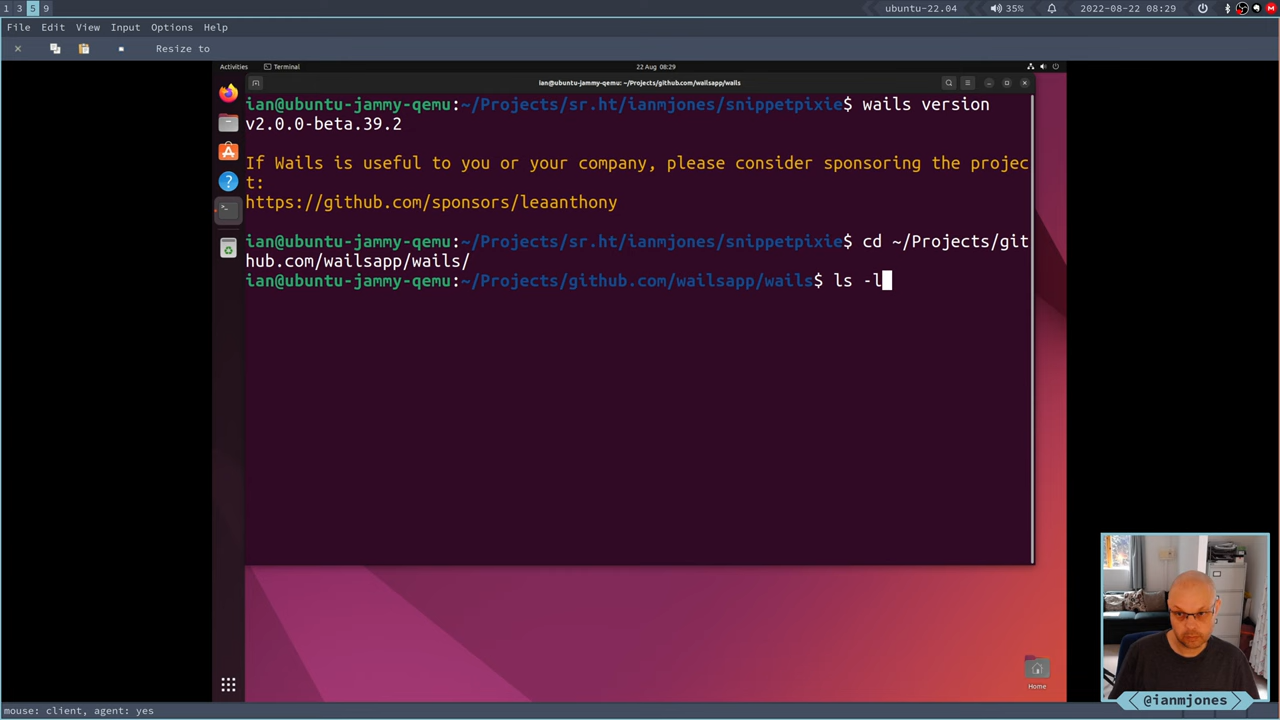 1 3 5 9
ubuntu-22.04
35%
2022-08-22 08:29
File Edit View Input Options Help
Resize to
Activities Terminal 22 Aug 08:29
ian@ubuntu-jammy-qemu: ~/Projects/github.com/wailsapp/wails
ian@ubuntu-jammy-qemu:~/Projects/sr.ht/ianmjones/snippetpixie$ wails version
v2.0.0-beta.39.2
If Wails is useful to you or your company, please consider sponsoring the projec
t:
https://github.com/sponsors/leaanthony
ian@ubuntu-jammy-qemu:~/Projects/sr.ht/ianmjones/snippetpixie$ cd ~/Projects/git
hub.com/wailsapp/wails/
ian@ubuntu-jammy-qemu:~/Projects/github.com/wailsapp/wails$ ls -l
Home
@ianmjones
mouse: client, agent: yes